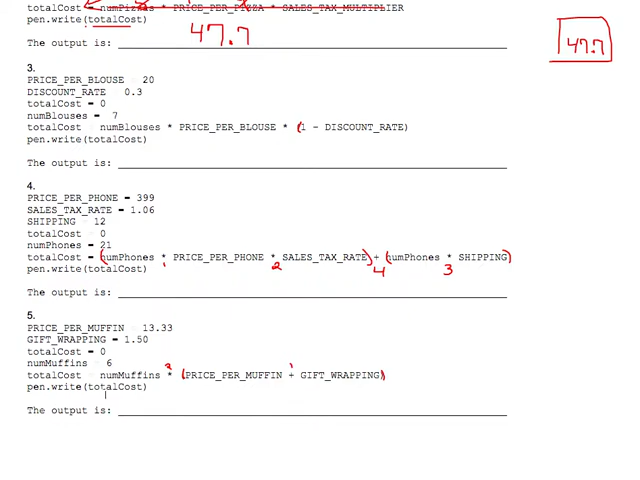 totalCost = numPizzas * PRICE_PER_PIZZA * SALES_TAX_MULTIPLIER
pen.write(totalCost)
47.7
47.7
The output is:
3.
PRICE_PER_BLOUSE = 20
DISCOUNT_RATE = 0.3
totalCost = 0
numBlouses = 7
totalCost = numBlouses * PRICE_PER_BLOUSE * (1 - DISCOUNT_RATE)
pen.write(totalCost)
The output is:
4.
PRICE_PER_PHONE = 399
SALES_TAX_RATE = 1.06
SHIPPING = 12
totalCost = 0
numPhones = 21
totalCost = (numPhones * PRICE_PER_PHONE * SALES_TAX_RATE) + (numPhones * SHIPPING)
1 2 4 3
pen.write(totalCost)
The output is:
5.
PRICE_PER_MUFFIN = 13.33
GIFT_WRAPPING = 1.50
totalCost = 0
numMuffins = 6
totalCost = numMuffins * (PRICE_PER_MUFFIN + GIFT_WRAPPING)
pen.write(totalCost)
The output is: